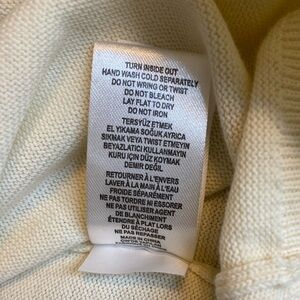 TURN INSIDE OUT
HAND WASH COLD SEPARATELY
DO NOT WRING OR TWIST
DO NOT BLEACH
LAY FLAT TO DRY
DO NOT IRON
TERSYÜZ ETMEK
EL YIKAMA SOĞUK AYRICA
SIKMAK VEYA TWIST ETMEYIN
BEYAZLATICI KULLANMAYIN
KURU IÇIN DÜZ KOYMAK
DEMIR DEĞIL
RETOURNER À L'ENVERS
LAVER À LA MAIN À L'EAU
FROIDE SÉPARÉMENT
NE PAS TORDRE NI ESSORER
NE PAS UTILISER AGENT
DE BLANCHIMENT
ÉTENDRE À PLAT LORS
DU SÉCHAGE
NE PAS REPASSER
MADE IN CHINA